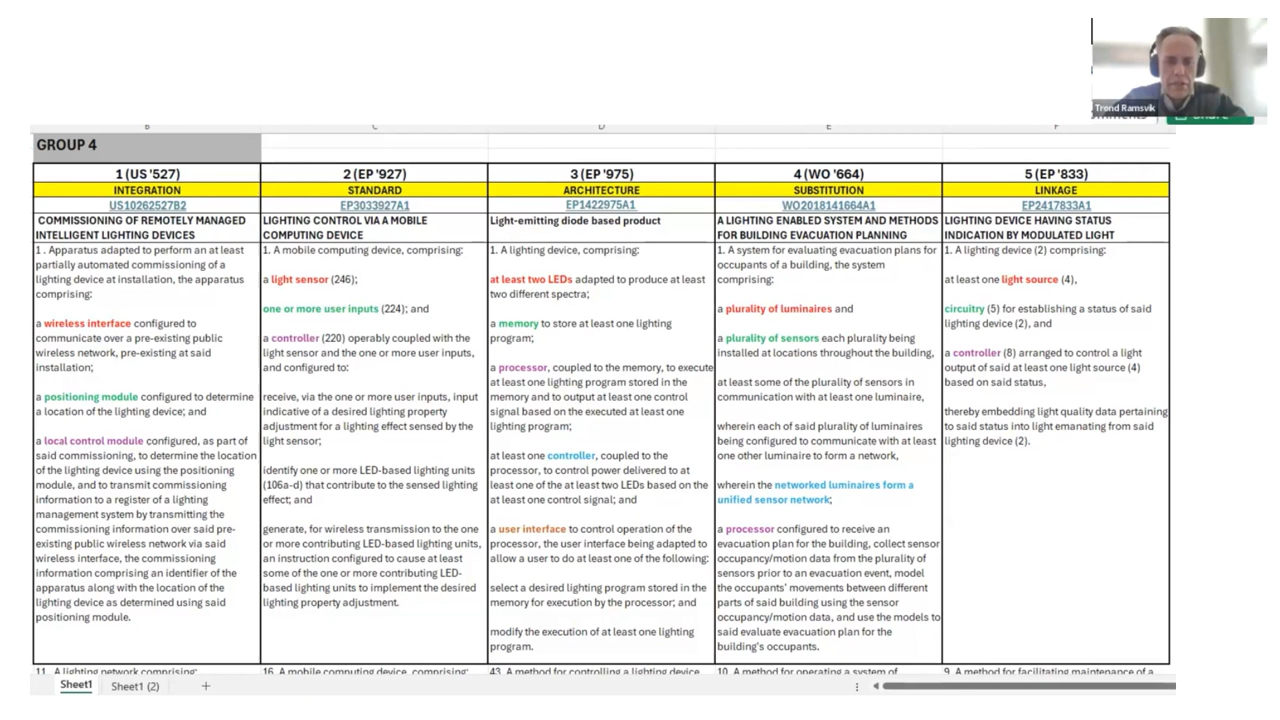 Trond Ramsvik
B
C
D
E
F
GROUP 4
1 (US '527)
2 (EP '927)
3 (EP '975)
4 (WO '664)
5 (EP '833)
INTEGRATION
STANDARD
ARCHITECTURE
SUBSTITUTION
LINKAGE
US10262527B2
EP3033927A1
EP1422975A1
WO2018141664A1
EP2417833A1
COMMISSIONING OF REMOTELY MANAGED
INTELLIGENT LIGHTING DEVICES
LIGHTING CONTROL VIA A MOBILE
COMPUTING DEVICE
Light-emitting diode based product
A LIGHTING ENABLED SYSTEM AND METHODS
FOR BUILDING EVACUATION PLANNING
LIGHTING DEVICE HAVING STATUS
INDICATION BY MODULATED LIGHT
1 . Apparatus adapted to perform an at least
partially automated commissioning of a
lighting device at installation, the apparatus
comprising:
a wireless interface configured to
communicate over a pre-existing public
wireless network, pre-existing at said
installation;
a positioning module configured to determine
a location of the lighting device; and
a local control module configured, as part of
said commissioning, to determine the location
of the lighting device using the positioning
module, and to transmit commissioning
information to a register of a lighting
management system by transmitting the
commissioning information over said pre-
existing public wireless network via said
wireless interface, the commissioning
information comprising an identifier of the
apparatus along with the location of the
lighting device as determined using said
positioning module.
1. A mobile computing device, comprising:
a light sensor (246);
one or more user inputs (224); and
a controller (220) operably coupled with the
light sensor and the one or more user inputs,
and configured to:
receive, via the one or more user inputs, input
indicative of a desired lighting property
adjustment for a lighting effect sensed by the
light sensor;
identify one or more LED-based lighting units
(106a-d) that contribute to the sensed lighting
effect; and
generate, for wireless transmission to the one
or more contributing LED-based lighting units,
an instruction configured to cause at least
some of the one or more contributing LED-
based lighting units to implement the desired
lighting property adjustment.
1. A lighting device, comprising:
at least two LEDs adapted to produce at least
two different spectra;
a memory to store at least one lighting
program;
a processor, coupled to the memory, to execute
at least one lighting program stored in the
memory and to output at least one control
signal based on the executed at least one
lighting program;
at least one controller, coupled to the
processor, to control power delivered to at
least one of the at least two LEDs based on the
at least one control signal; and
a user interface to control operation of the
processor, the user interface being adapted to
allow a user to do at least one of the following:
select a desired lighting program stored in the
memory for execution by the processor; and
modify the execution of at least one lighting
program.
1. A system for evaluating evacuation plans for
occupants of a building, the system
comprising:
a plurality of luminaires and
a plurality of sensors each plurality being
installed at locations throughout the building,
at least some of the plurality of sensors in
communication with at least one luminaire,
wherein each of said plurality of luminaires
being configured to communicate with at least
one other luminaire to form a network,
wherein the networked luminaires form a
unified sensor network;
a processor configured to receive an
evacuation plan for the building, collect sensor
occupancy/motion data from the plurality of
sensors prior to an evacuation event, model
the occupants' movements between different
parts of said building using the sensor
occupancy/motion data, and use the models to
said evaluate evacuation plan for the
building's occupants.
1. A lighting device (2) comprising:
at least one light source (4),
circuitry (5) for establishing a status of said
lighting device (2), and
a controller (8) arranged to control a light
output of said at least one light source (4)
based on said status,
thereby embedding light quality data pertaining
to said status into light emanating from said
lighting device (2).
11. A lighting network comprising:
16. A mobile computing device, comprising:
43. A method for controlling a lighting device
10. A method for operating a system of
9. A method for facilitating maintenance of a
Sheet1
Sheet1 (2)
+